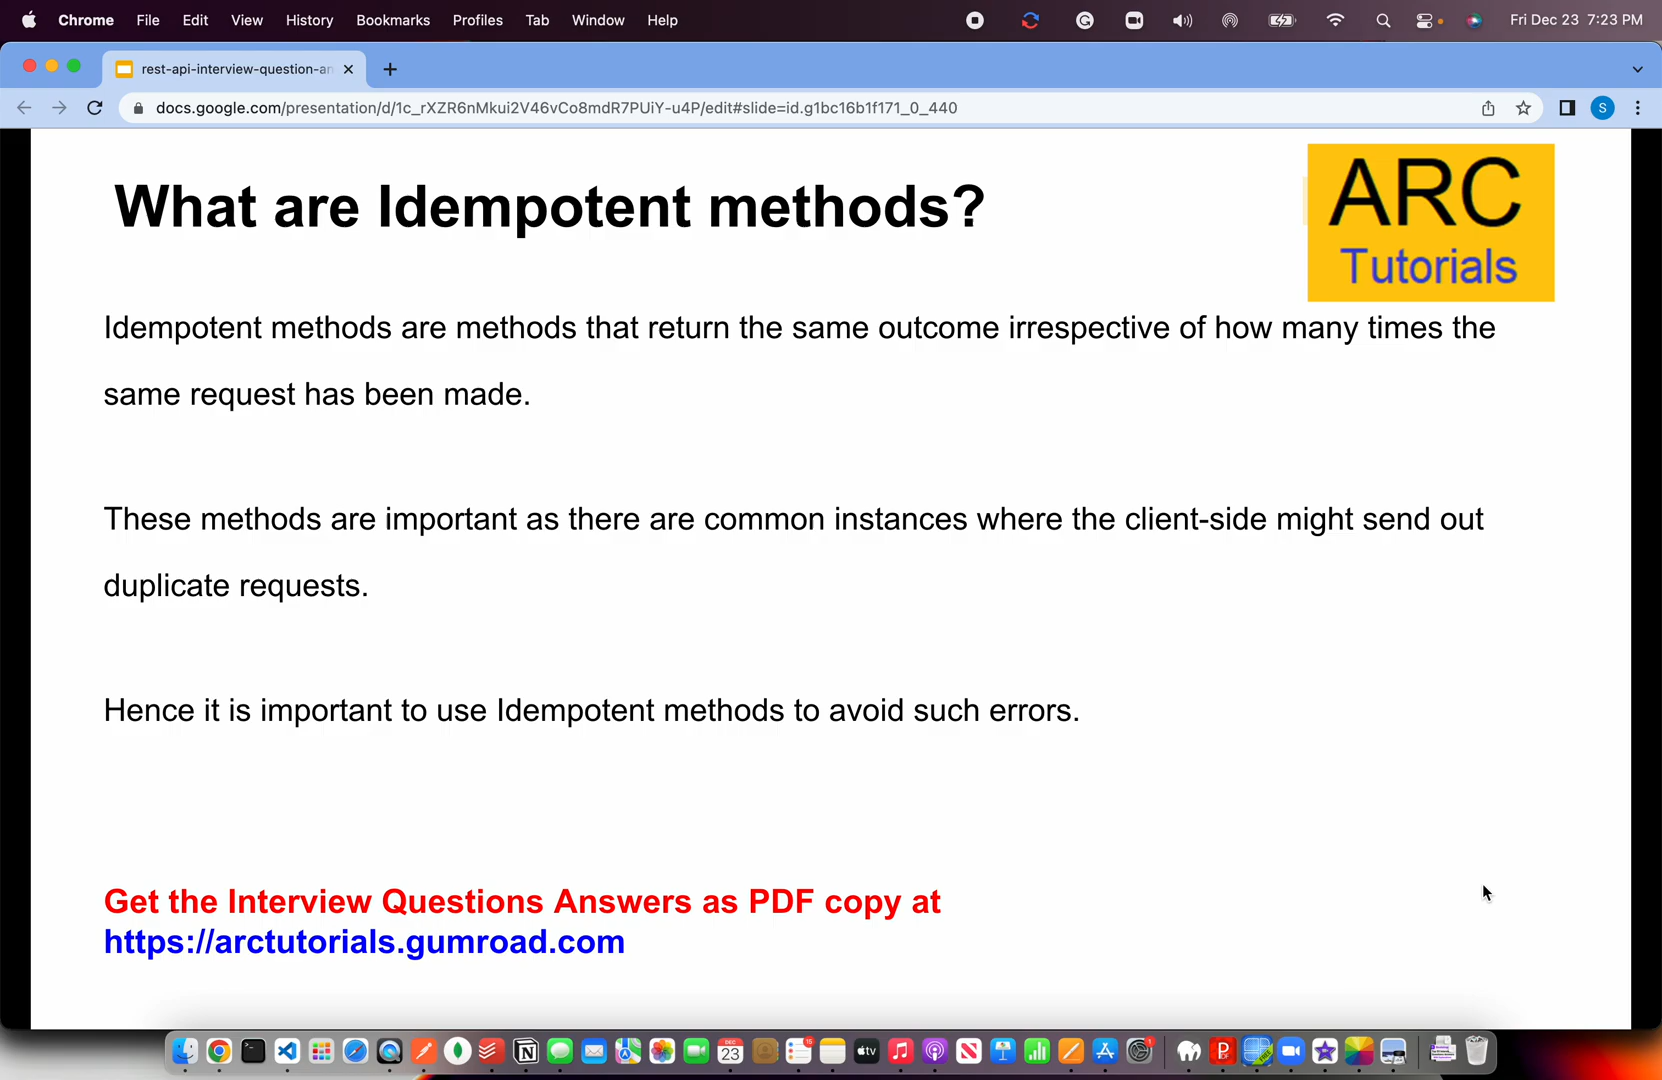 Chrome File Edit View History Bookmarks Profiles Tab Window Help Fri Dec 23 7:23 PM
rest-api-interview-question-an
docs.google.com/presentation/d/1c_rXZR6nMkui2V46vCo8mdR7PUiY-u4P/edit#slide=id.g1bc16b1f171_0_440
S
What are Idempotent methods?
ARC
Tutorials
Idempotent methods are methods that return the same outcome irrespective of how many times the
same request has been made.
These methods are important as there are common instances where the client-side might send out
duplicate requests.
Hence it is important to use Idempotent methods to avoid such errors.
Get the Interview Questions Answers as PDF copy at
https://arctutorials.gumroad.com
DEC
23
tv